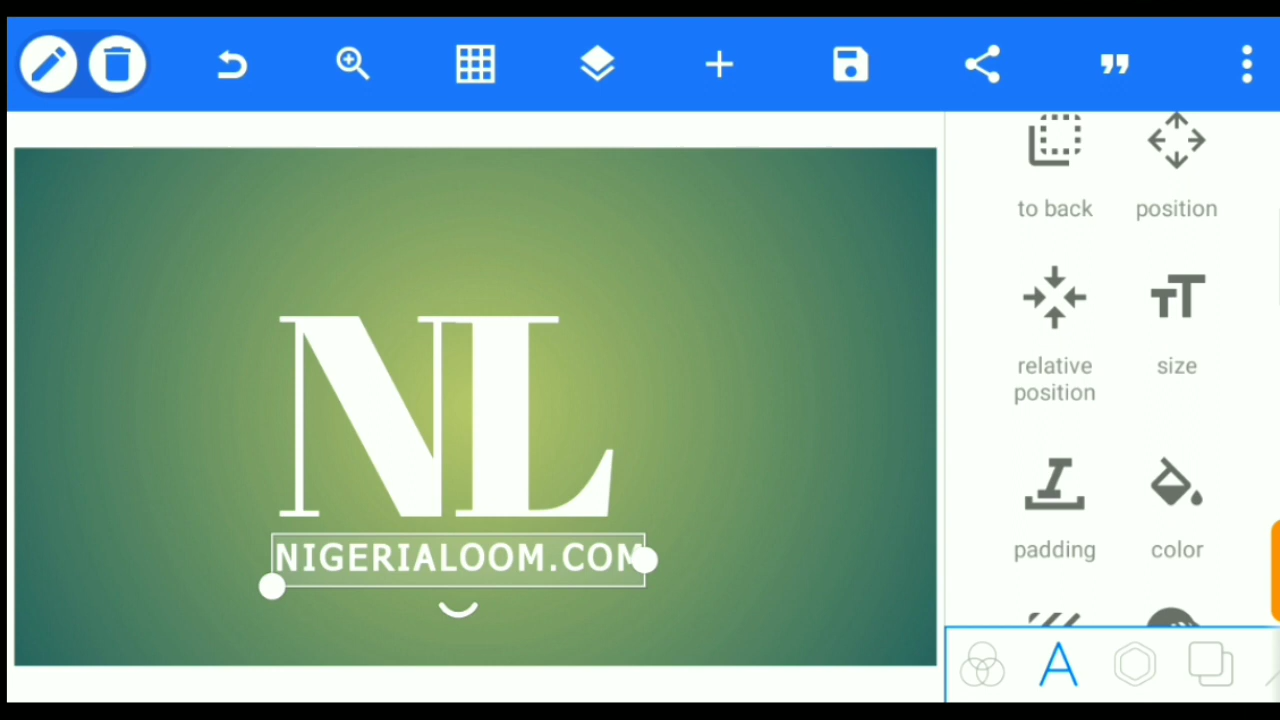 to back
position
NL
relative
position
size
NIGERIALOOM.COM
padding
color